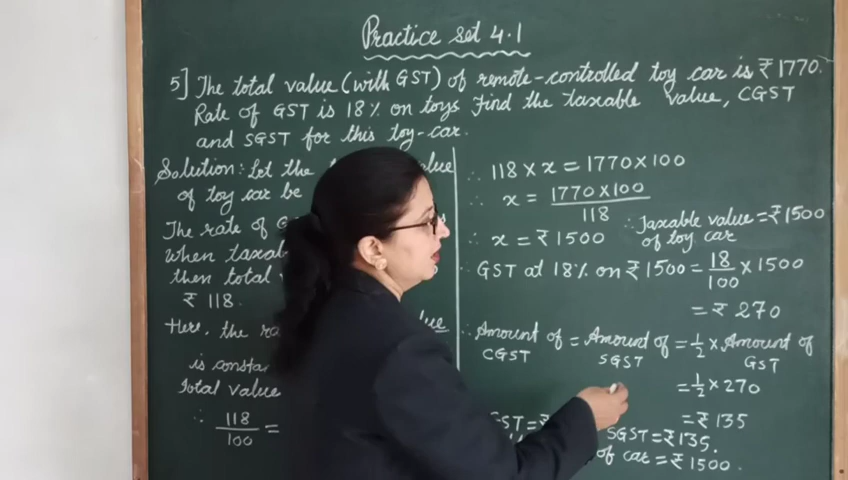 Practice set 4.1
5] The total value (with GST) of remote-controlled toy car is ₹1770.
Rate of GST is 18% on toys Find the taxable value, CGST
and SGST for this toy-car.
Solution: Let the
of toy car be
The rate of
When
then total
₹ 118.
Here, the
is
Total value
∴ 118/100 =
∴ 118 × x = 1770×100
∴ x = 1770×100/118
∴ x = ₹1500
∴ Taxable value = ₹1500
of toy car
∴ GST at 18% on ₹1500 = 18/100 × 1500
= ₹ 270
∴ Amount of CGST = Amount of SGST = ½ × Amount of GST
= ½ × 270
= ₹135
SGST = ₹135.
of car = ₹1500.